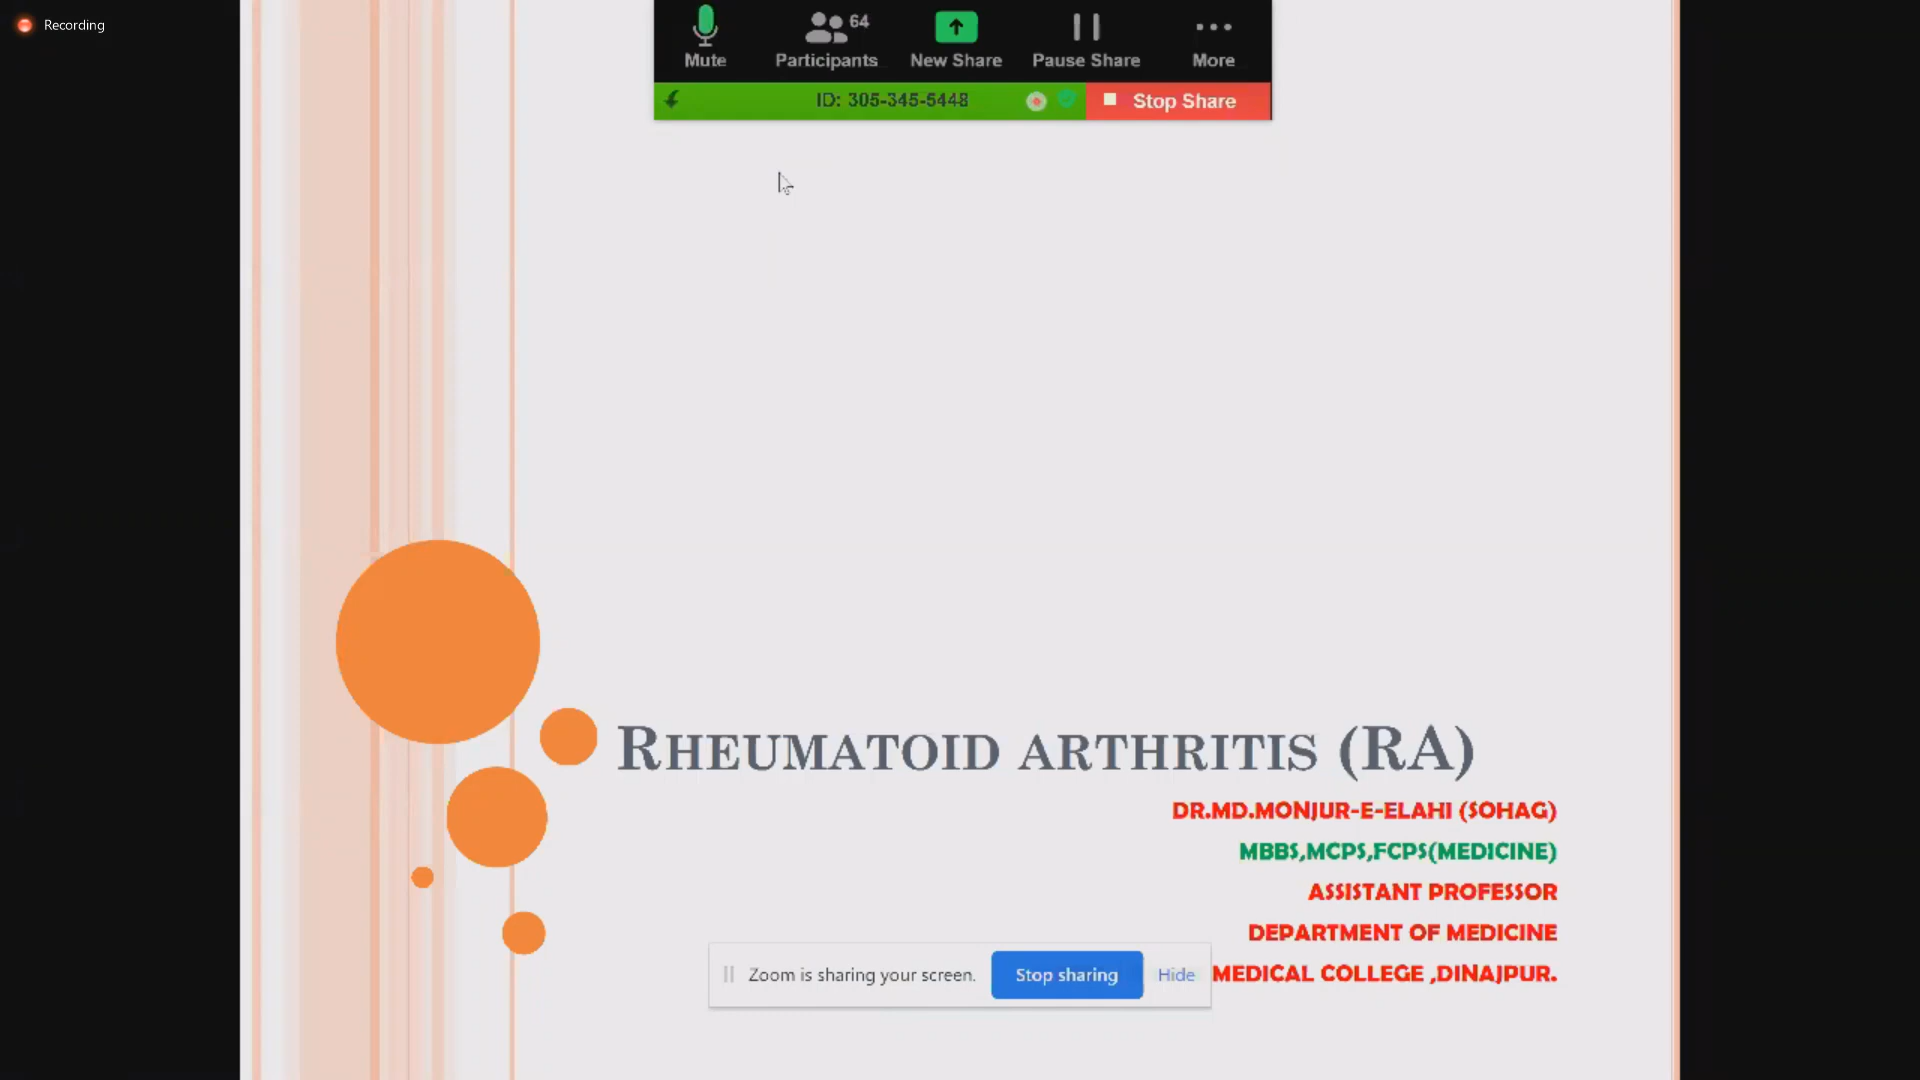 Recording
64
Mute
Participants
New Share
Pause Share
More
ID: 305-345-5448
Stop Share
RHEUMATOID ARTHRITIS (RA)
DR.MD.MONJUR-E-ELAHI (SOHAG)
MBBS,MCPS,FCPS(MEDICINE)
ASSISTANT PROFESSOR
DEPARTMENT OF MEDICINE
MEDICAL COLLEGE ,DINAJPUR.
Zoom is sharing your screen.
Stop sharing
Hide